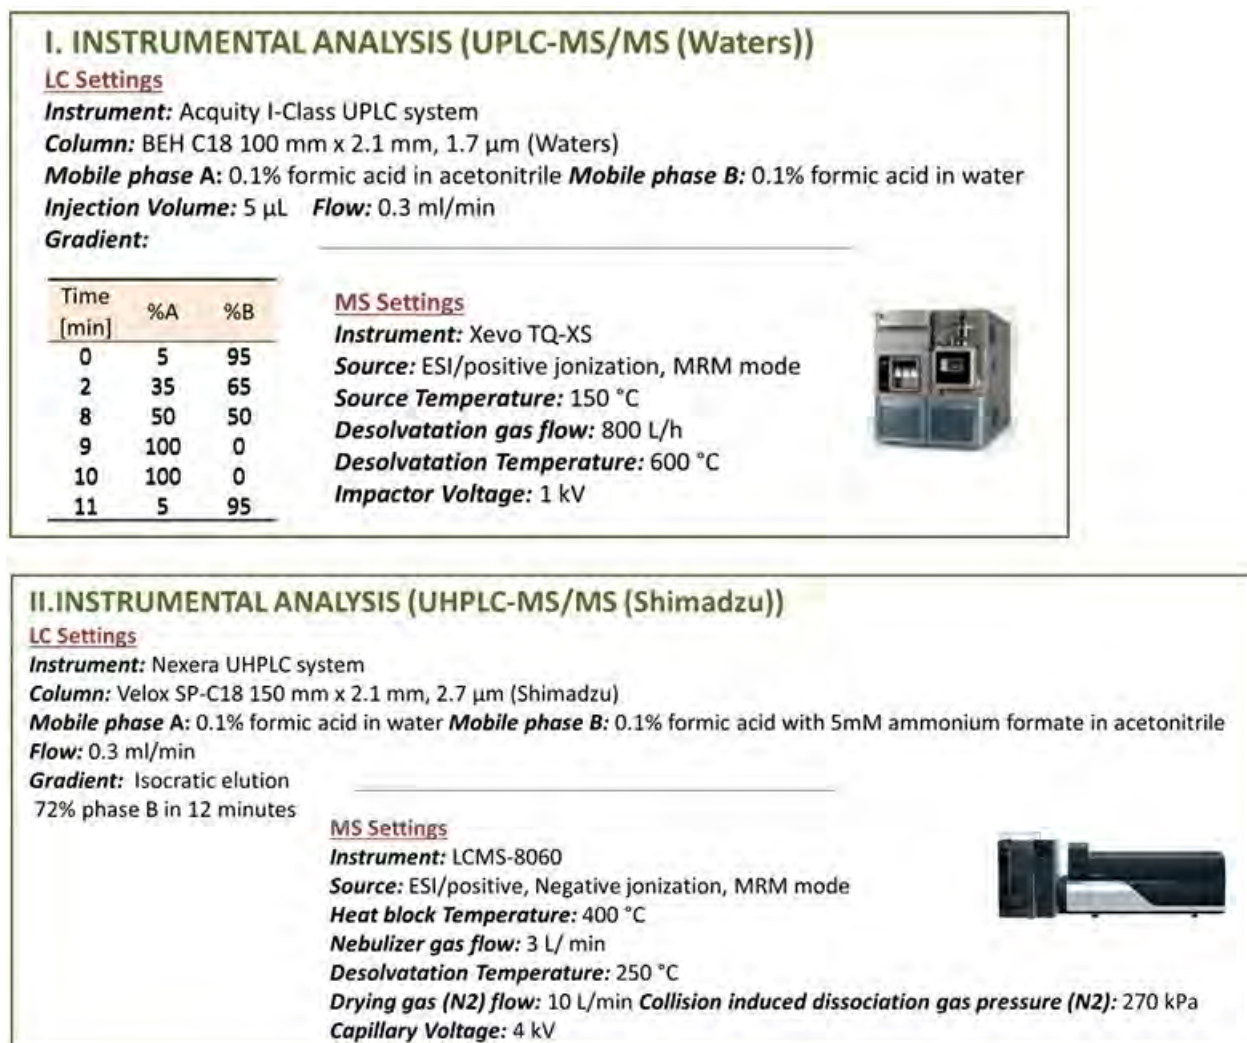 I. INSTRUMENTAL ANALYSIS (UPLC-MS/MS (Waters))
LC Settings
Instrument: Acquity I-Class UPLC system
Column: BEH C18 100 mm x 2.1 mm, 1.7 µm (Waters)
Mobile phase A: 0.1% formic acid in acetonitrile Mobile phase B: 0.1% formic acid in water
Injection Volume: 5 µL Flow: 0.3 ml/min
Gradient:
Time [min] %A %B
0 5 95
2 35 65
8 50 50
9 100 0
10 100 0
11 5 95
MS Settings
Instrument: Xevo TQ-XS
Source: ESI/positive jonization, MRM mode
Source Temperature: 150 °C
Desolvatation gas flow: 800 L/h
Desolvatation Temperature: 600 °C
Impactor Voltage: 1 kV
II.INSTRUMENTAL ANALYSIS (UHPLC-MS/MS (Shimadzu))
LC Settings
Instrument: Nexera UHPLC system
Column: Velox SP-C18 150 mm x 2.1 mm, 2.7 µm (Shimadzu)
Mobile phase A: 0.1% formic acid in water Mobile phase B: 0.1% formic acid with 5mM ammonium formate in acetonitrile
Flow: 0.3 ml/min
Gradient: Isocratic elution
72% phase B in 12 minutes
MS Settings
Instrument: LCMS-8060
Source: ESI/positive, Negative jonization, MRM mode
Heat block Temperature: 400 °C
Nebulizer gas flow: 3 L/ min
Desolvatation Temperature: 250 °C
Drying gas (N2) flow: 10 L/min Collision induced dissociation gas pressure (N2): 270 kPa
Capillary Voltage: 4 kV